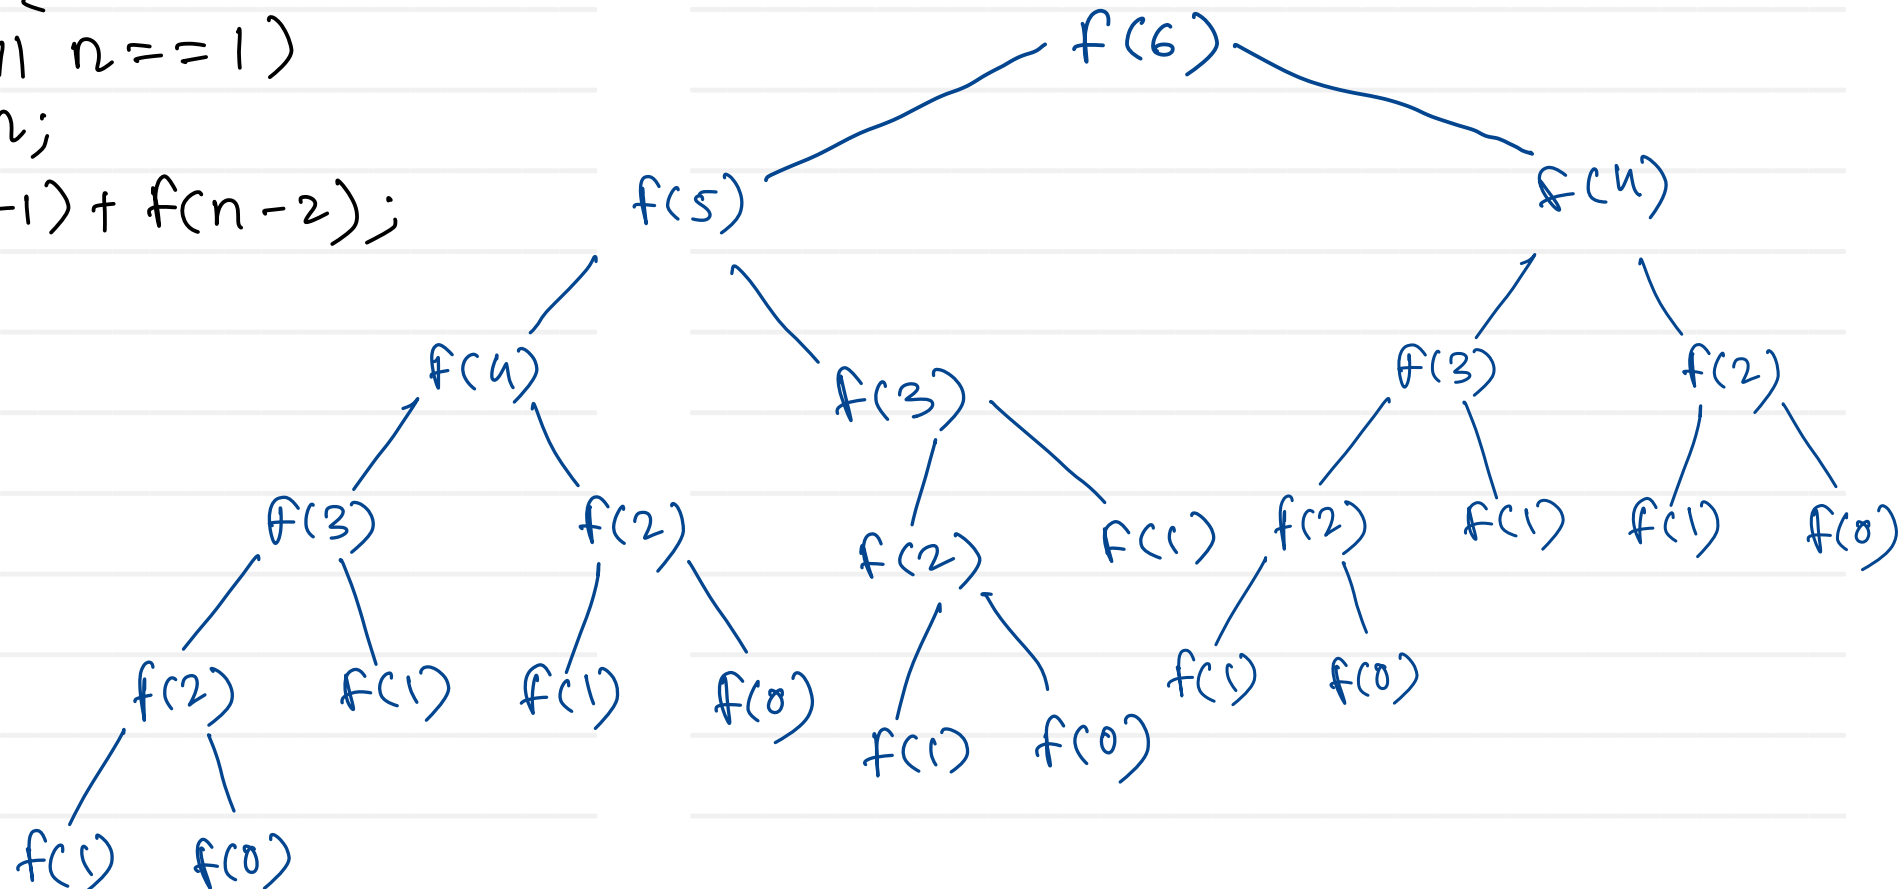 || n==1)
n;
-1) + f(n-2);
f(6)
f(5) f(4)
f(4) f(3) f(3) f(2)
f(3) f(2) f(2) f(1) f(2) f(1) f(1) f(0)
f(2) f(1) f(1) f(0) f(1) f(0) f(1) f(0)
f(1) f(0)